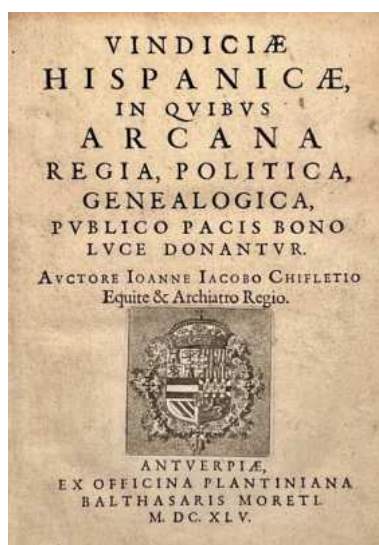 VINDICIÆ
HISPANICÆ,
IN QVIBVS
ARCANA
REGIA, POLITICA,
GENEALOGICA,
PVBLICO PACIS BONO
LVCE DONANTVR.
AVCTORE IOANNE IACOBO CHIFLETIO
Equite & Archiatro Regio.
ANTVERPIÆ,
EX OFFICINA PLANTINIANA
BALTHASARIS MORETI.
M. DC. XLV.